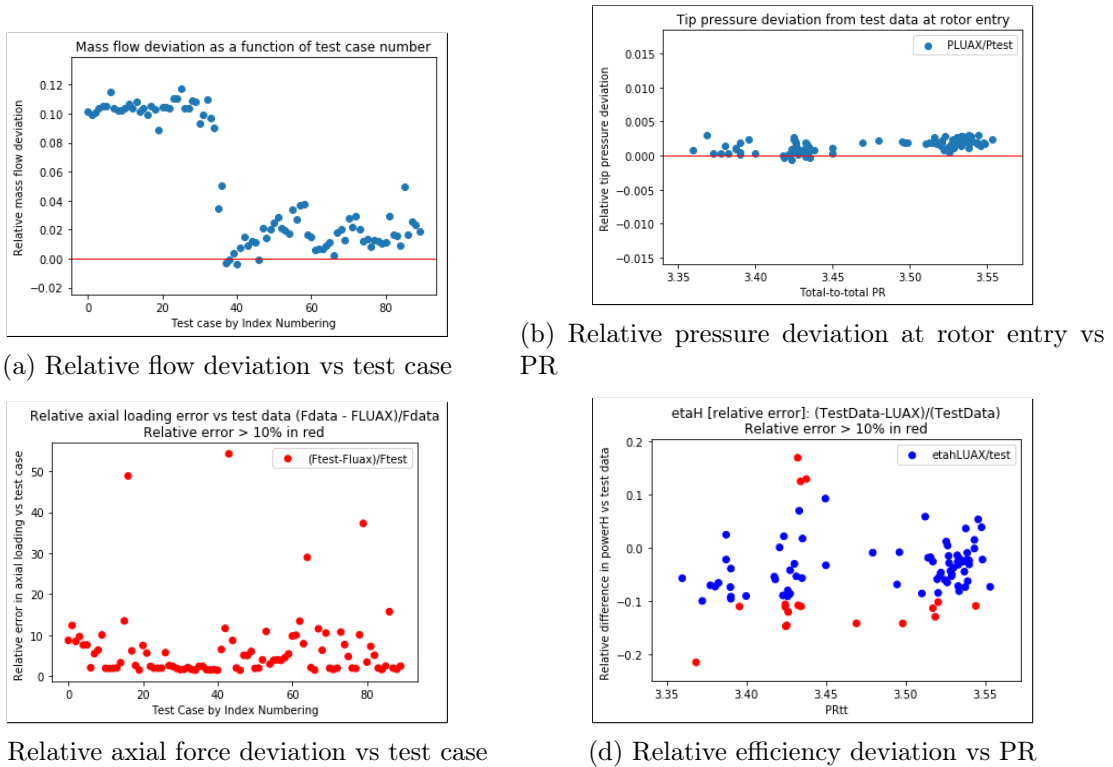 Mass flow deviation as a function of test case number
Relative mass flow deviation
0.12
0.10
0.08
0.06
0.04
0.02
0.00
−0.02
0
20
40
60
80
Test case by Index Numbering
(a) Relative flow deviation vs test case
Tip pressure deviation from test data at rotor entry
PLUAX/Ptest
Relative tip pressure deviation
0.015
0.010
0.005
0.000
−0.005
−0.010
−0.015
3.35
3.40
3.45
3.50
3.55
Total-to-total PR
(b) Relative pressure deviation at rotor entry vs
PR
Relative axial loading error vs test data (Fdata - FLUAX)/Fdata
Relative error > 10% in red
(Ftest-Fluax)/Ftest
Relative error in axial loading vs test case
50
40
30
20
10
0
0
20
40
60
80
Test Case by Index Numbering
Relative axial force deviation vs test case
etaH [relative error]: (TestData-LUAX)/(TestData)
Relative error > 10% in red
etahLUAX/test
Relative difference in powerH vs test data
0.2
0.1
0.0
−0.1
−0.2
3.35
3.40
3.45
3.50
3.55
PRtt
(d) Relative efficiency deviation vs PR